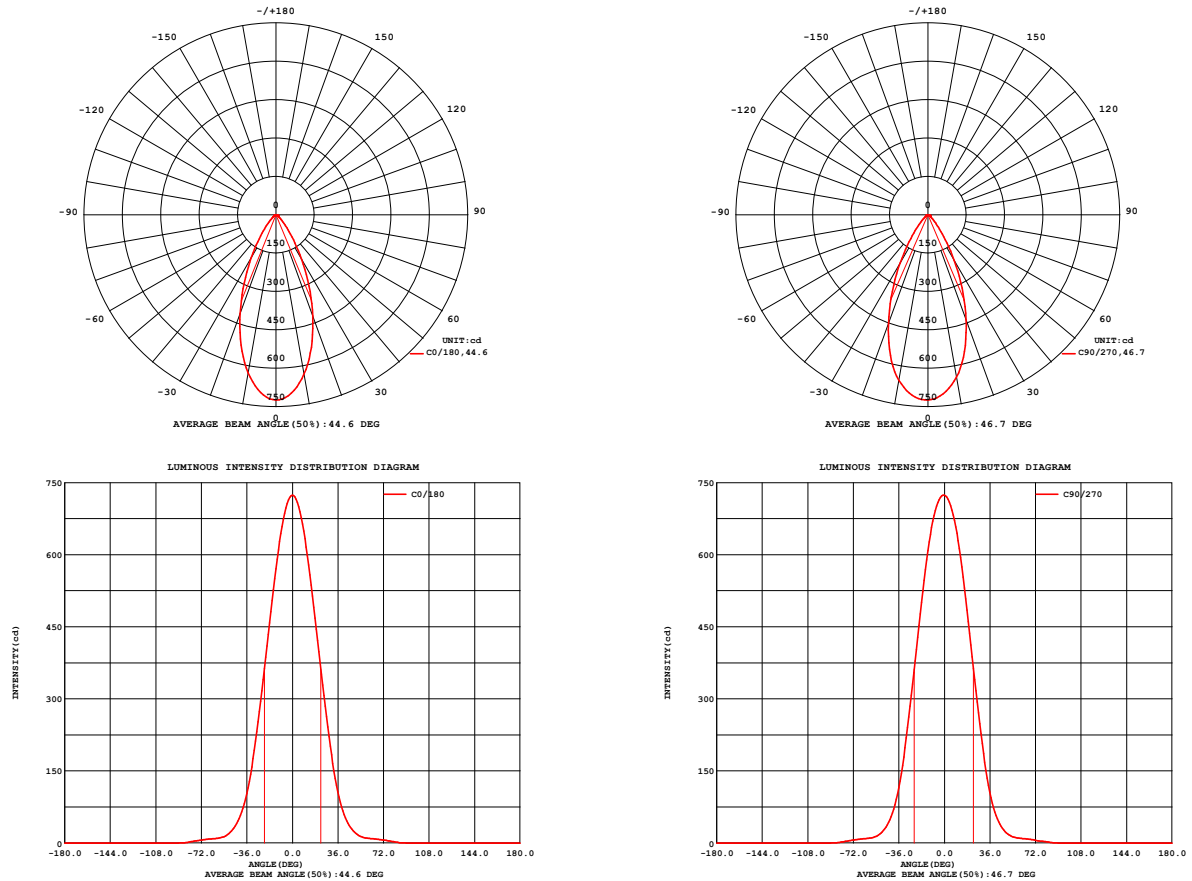 -/+180
-150 150
-120 120
-90 90
-60 60
-30 30
0
150
300
450
600
750
0
UNIT:cd
C0/180,44.6
AVERAGE BEAM ANGLE(50%):44.6 DEG
-/+180
-150 150
-120 120
-90 90
-60 60
-30 30
0
150
300
450
600
750
0
UNIT:cd
C90/270,46.7
AVERAGE BEAM ANGLE(50%):46.7 DEG
LUMINOUS INTENSITY DISTRIBUTION DIAGRAM
C0/180
INTENSITY(cd)
750
600
450
300
150
0
-180.0 -144.0 -108.0 -72.0 -36.0 0.0 36.0 72.0 108.0 144.0 180.0
ANGLE(DEG)
AVERAGE BEAM ANGLE(50%):44.6 DEG
LUMINOUS INTENSITY DISTRIBUTION DIAGRAM
C90/270
INTENSITY(cd)
750
600
450
300
150
0
-180.0 -144.0 -108.0 -72.0 -36.0 0.0 36.0 72.0 108.0 144.0 180.0
ANGLE(DEG)
AVERAGE BEAM ANGLE(50%):46.7 DEG